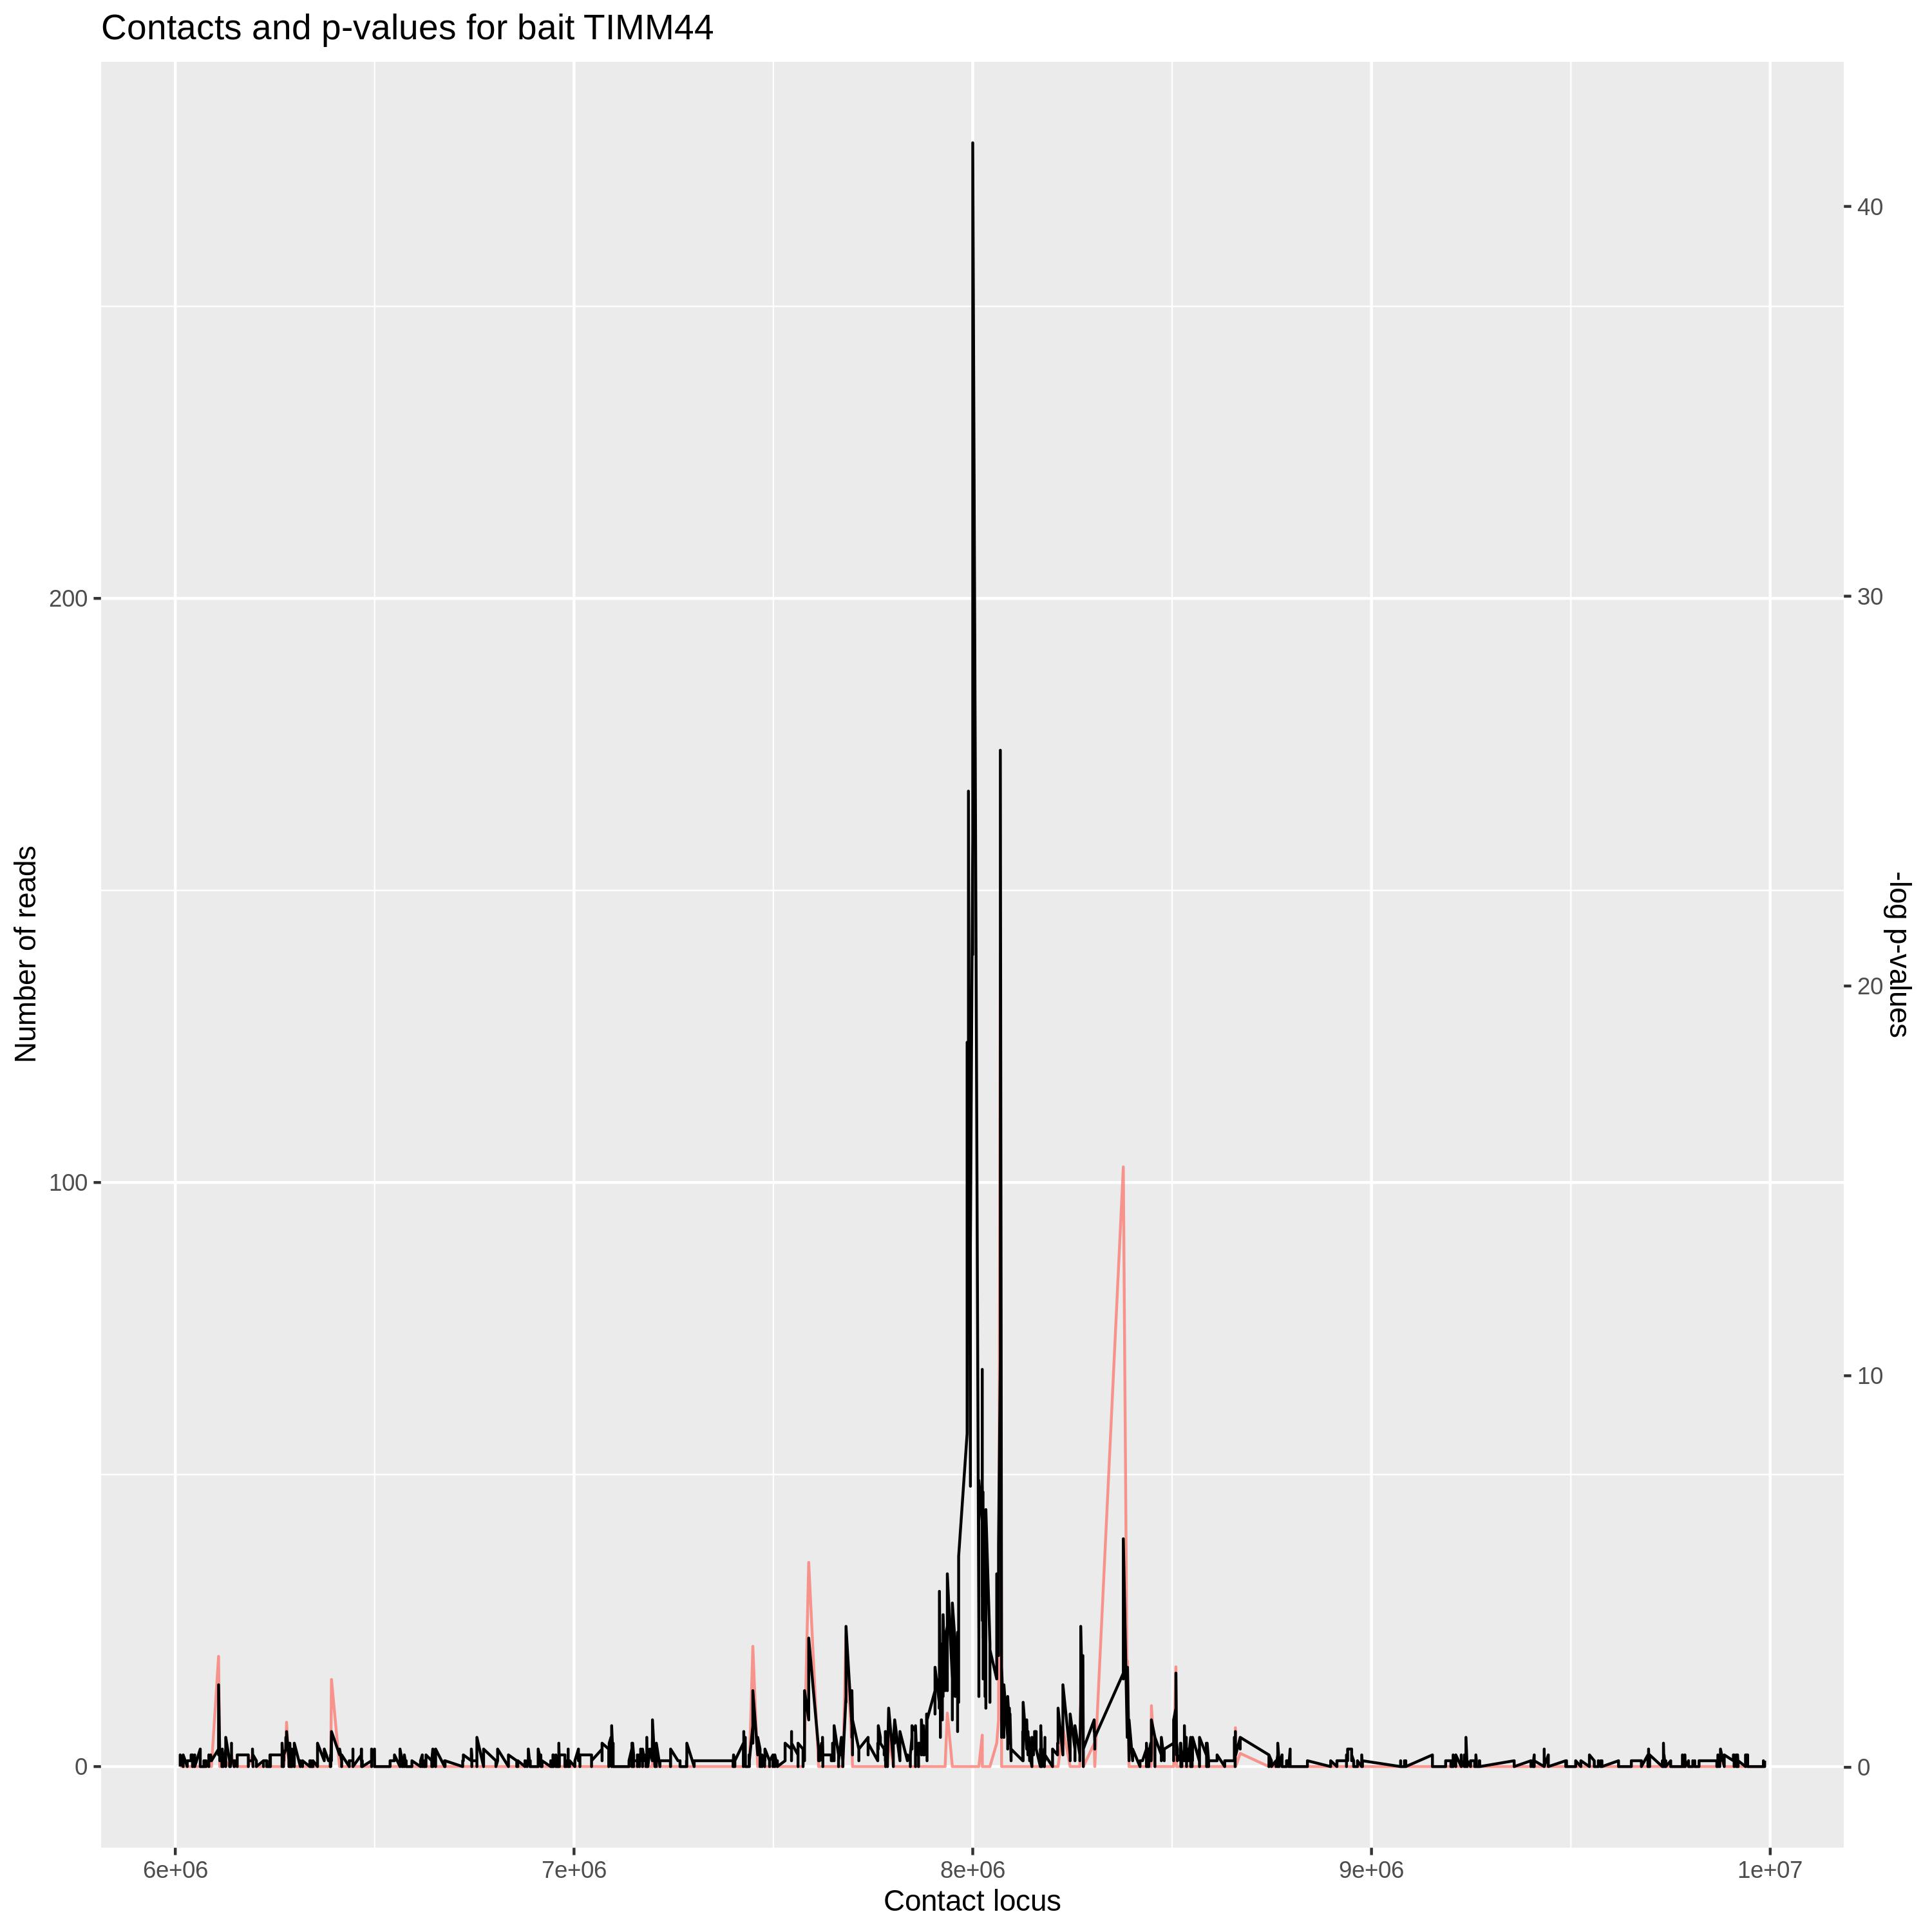 Contacts and p-values for bait TIMM44
Number of reads
200
100
0
40
30
20
10
0
-log p-values
6e+06 7e+06 8e+06 9e+06 1e+07
Contact locus